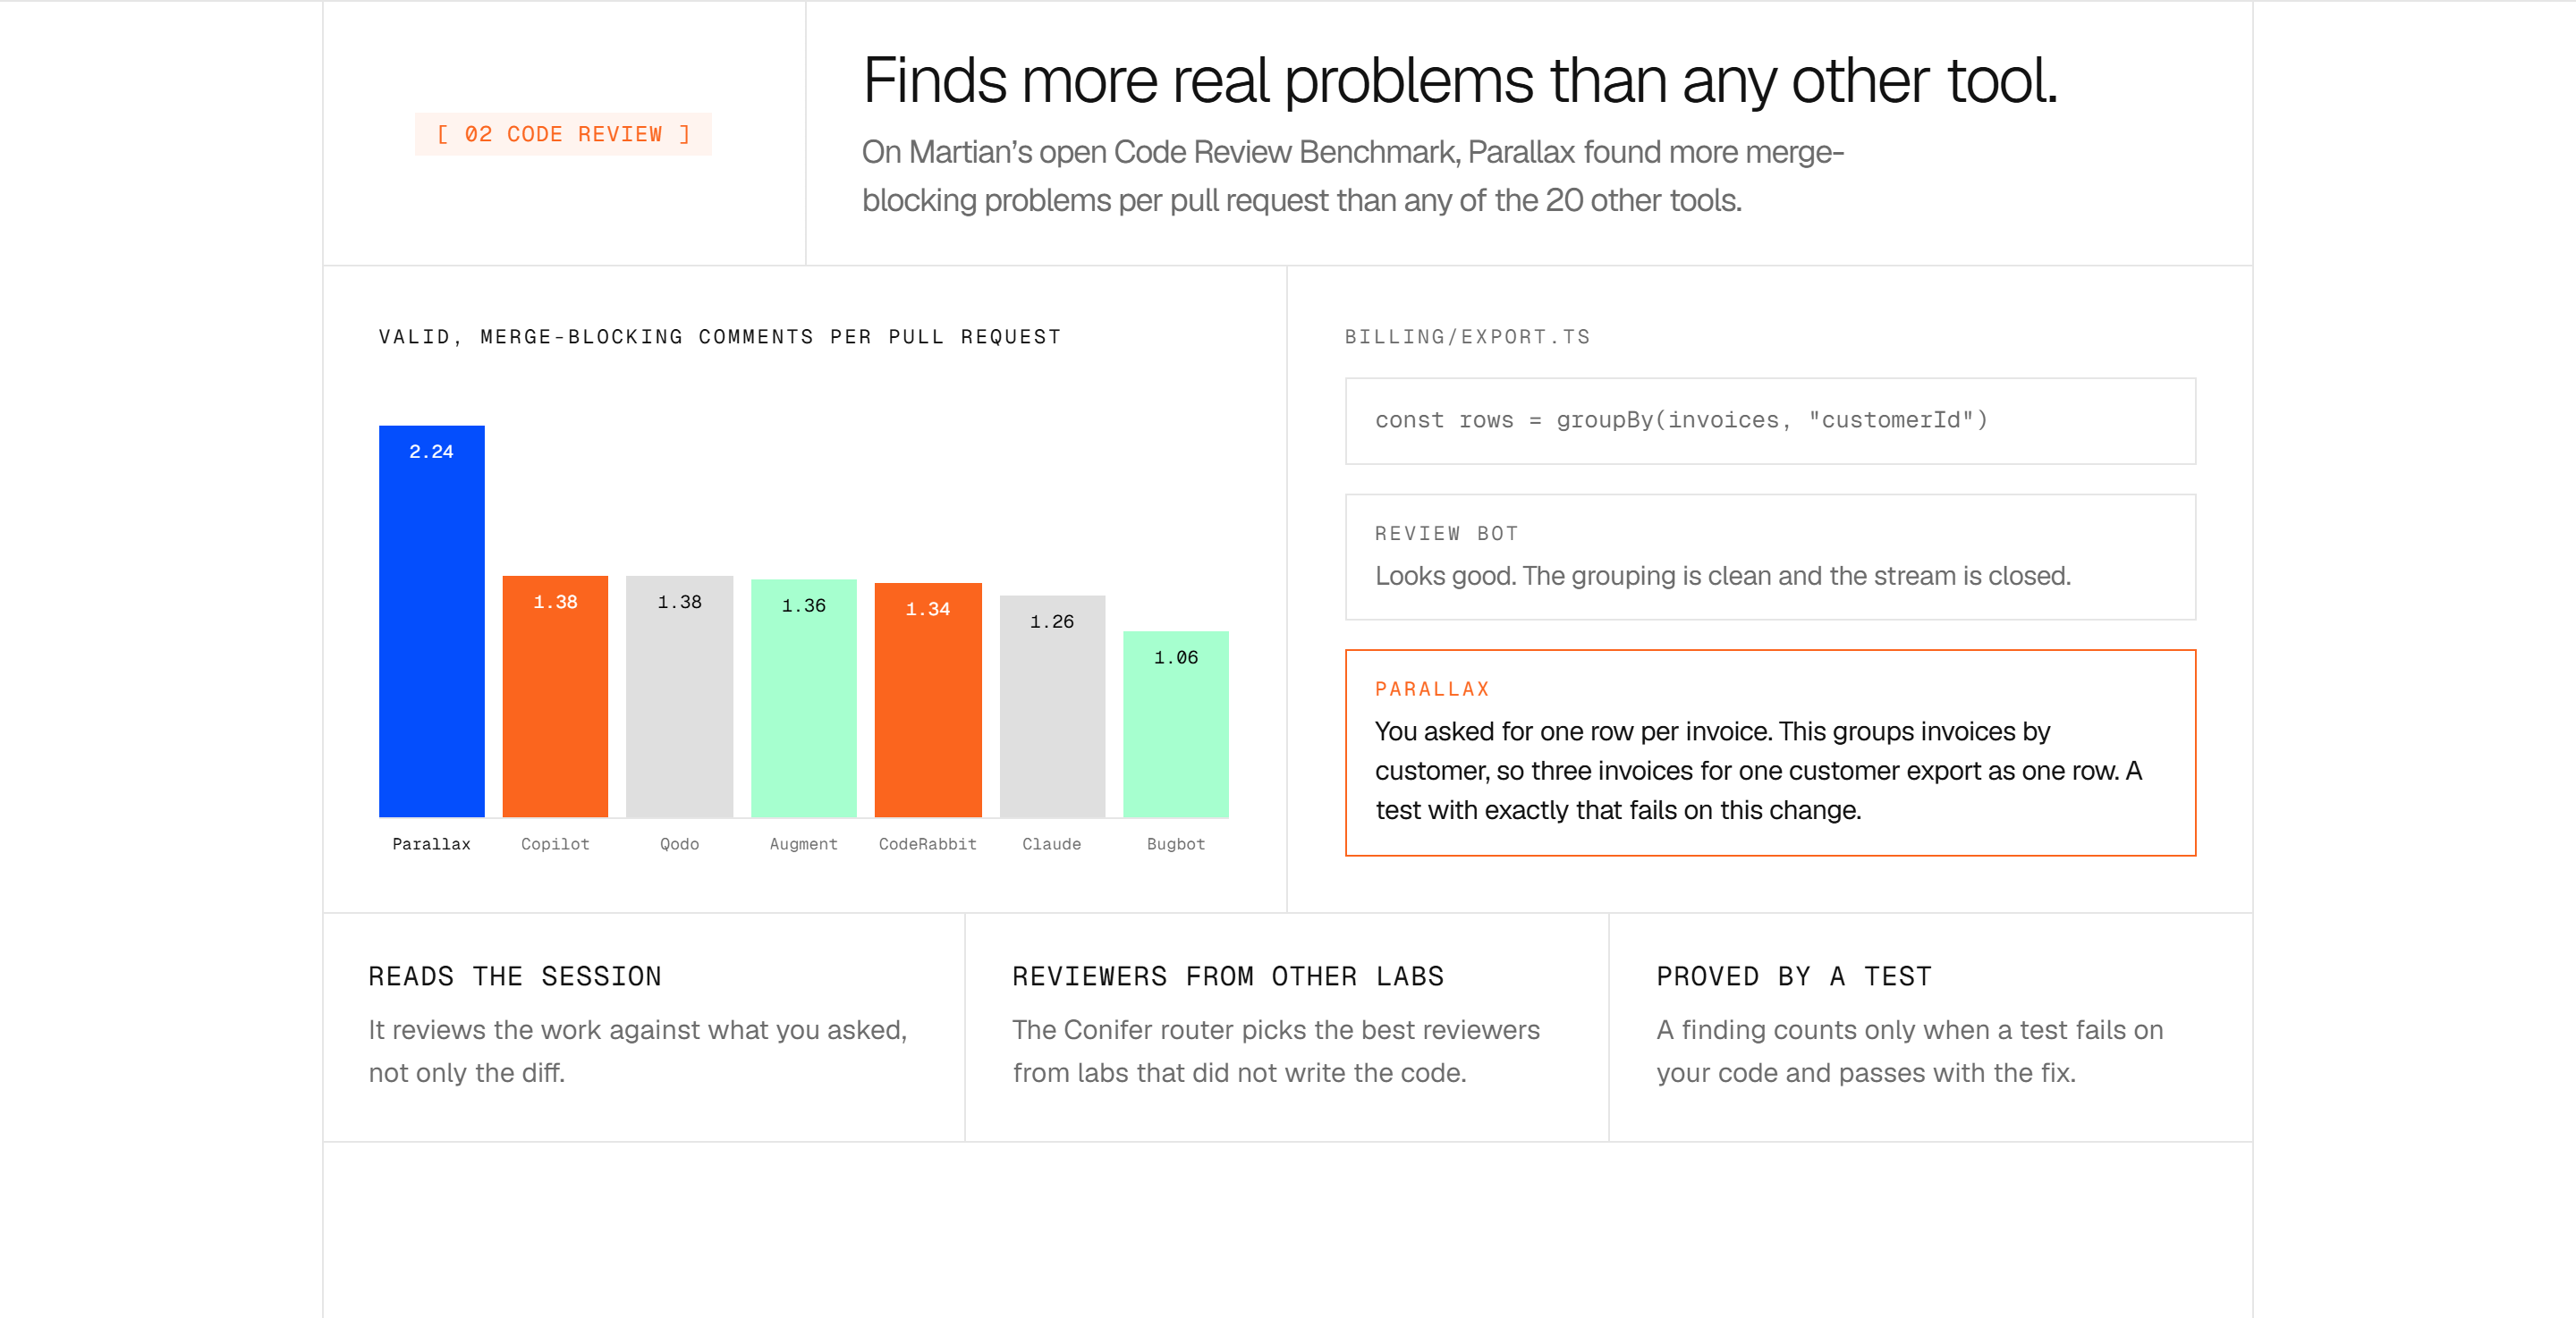 [ 02 CODE REVIEW ]
Finds more real problems than any other tool.
On Martian’s open Code Review Benchmark, Parallax found more merge-
blocking problems per pull request than any of the 20 other tools.
VALID, MERGE-BLOCKING COMMENTS PER PULL REQUEST
2.24
1.38
1.38
1.36
1.34
1.26
1.06
Parallax
Copilot
Qodo
Augment
CodeRabbit
Claude
Bugbot
BILLING/EXPORT.TS
const rows = groupBy(invoices, "customerId")
REVIEW BOT
Looks good. The grouping is clean and the stream is closed.
PARALLAX
You asked for one row per invoice. This groups invoices by
customer, so three invoices for one customer export as one row. A
test with exactly that fails on this change.
READS THE SESSION
It reviews the work against what you asked,
not only the diff.
REVIEWERS FROM OTHER LABS
The Conifer router picks the best reviewers
from labs that did not write the code.
PROVED BY A TEST
A finding counts only when a test fails on
your code and passes with the fix.